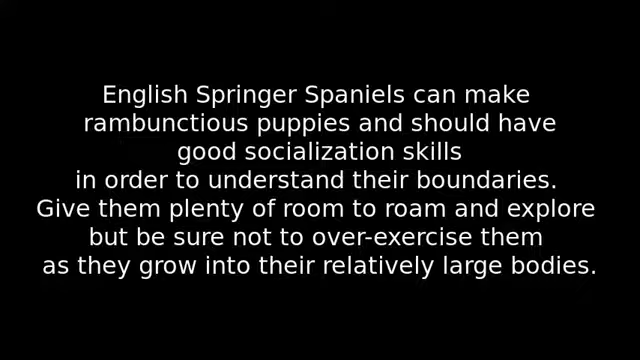 English Springer Spaniels can make
rambunctious puppies and should have
good socialization skills
in order to understand their boundaries.
Give them plenty of room to roam and explore
but be sure not to over-exercise them
as they grow into their relatively large bodies.